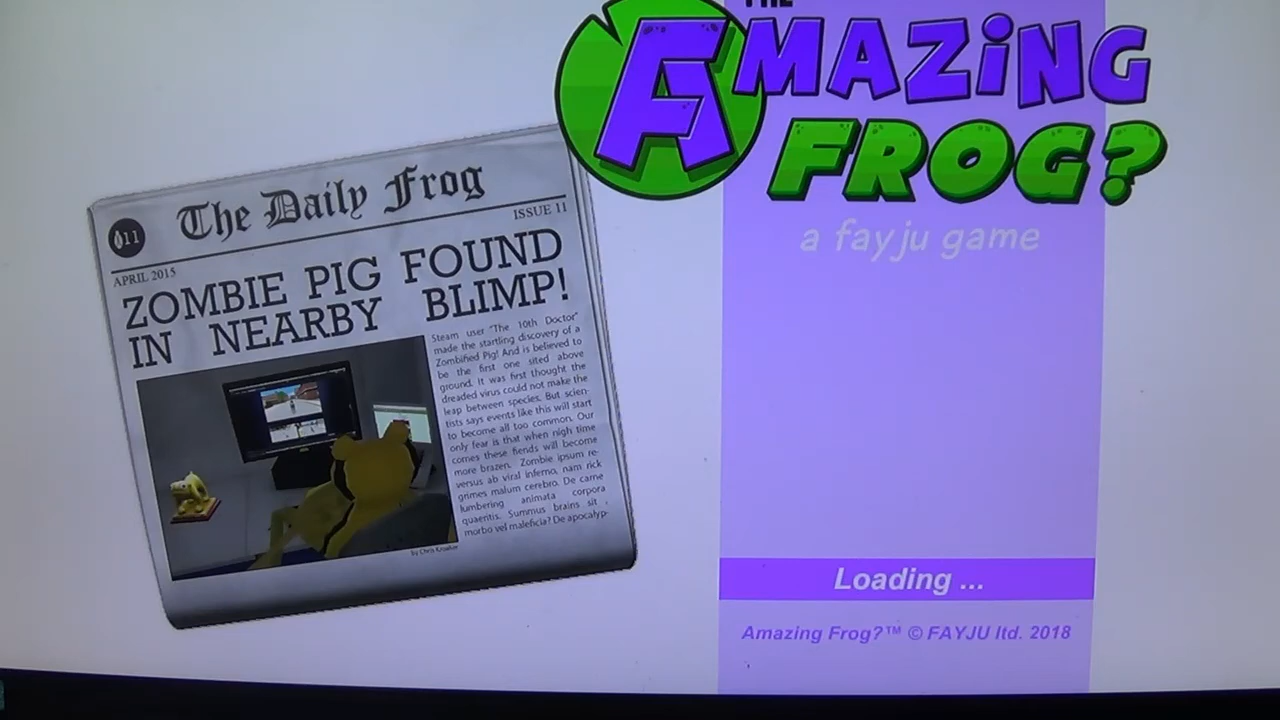 THE
AMAZiNG
FROG?
a fayju game
The Daily Frog
11
ISSUE 11
APRIL 2015
ZOMBIE PIG FOUND
IN NEARBY BLIMP!
Steam user "The 10th Doctor"
made the startling discovery of a
Zombified Pig! And is believed to
be the first one sited above
ground. It was first thought the
dreaded virus could not make the
leap between species. But scien-
tists says events like this will start
to become all too common. Our
only fear is that when nigh time
comes these fiends will become
more brazen. Zombie ipsum re-
versus ab viral inferno, nam rick
grimes malum cerebro. De carne
lumbering animata corpora
quaeritis. Summus brains sit
morbo vel maleficia? De apocalyp-
by Chris
Loading ...
Amazing Frog?™ © FAYJU ltd. 2018